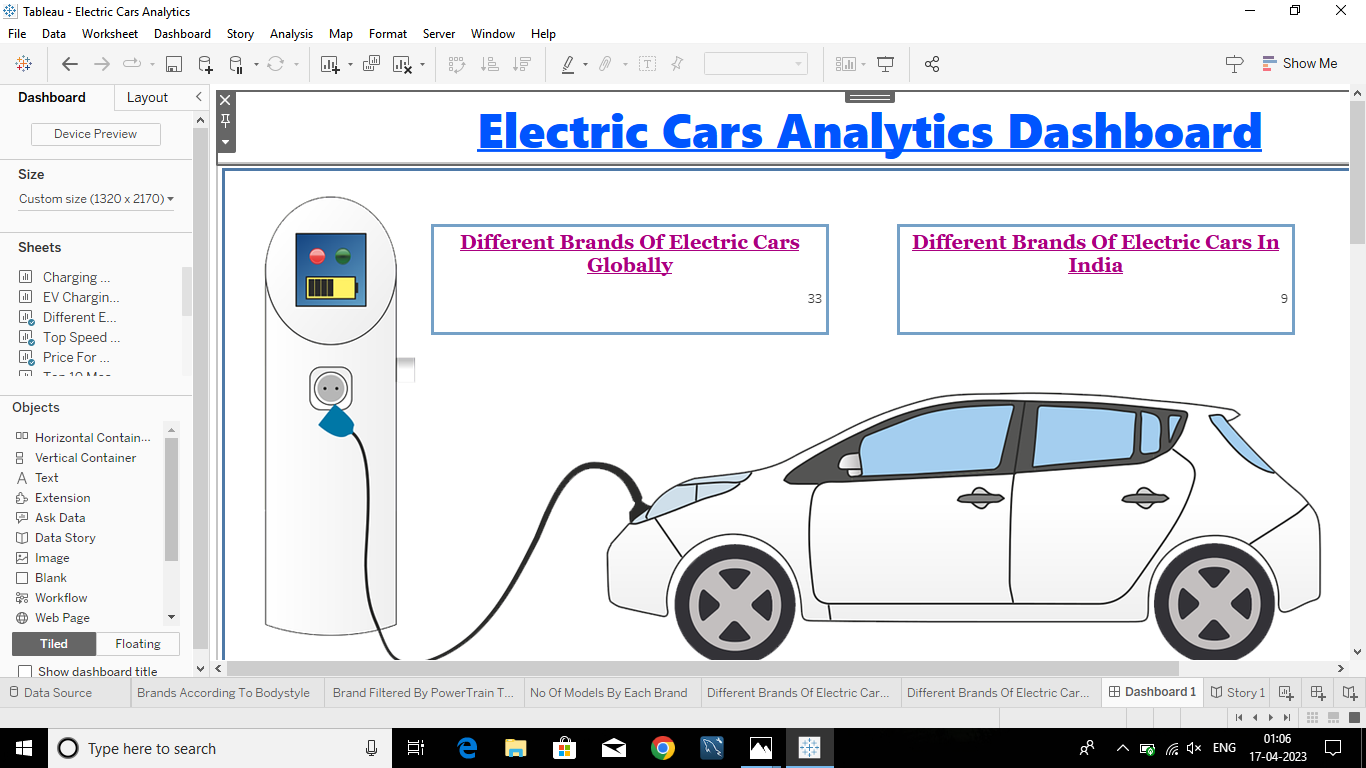 Tableau - Electric Cars Analytics
File Data Worksheet Dashboard Story Analysis Map Format Server Window Help
Show Me
Dashboard Layout
Device Preview
Size
Custom size (1320 x 2170)
Sheets
Charging ...
EV Chargin...
Different E...
Top Speed ...
Price For ...
Objects
Horizontal Contain...
Vertical Container
Text
Extension
Ask Data
Data Story
Image
Blank
Workflow
Web Page
Tiled Floating
Show dashboard title
Electric Cars Analytics Dashboard
Different Brands Of Electric Cars
Globally
33
Different Brands Of Electric Cars In
India
9
Data Source Brands According To Bodystyle Brand Filtered By PowerTrain T... No Of Models By Each Brand Different Brands Of Electric Car... Different Brands Of Electric Car... Dashboard 1 Story 1
Type here to search
ENG
01:06
17-04-2023